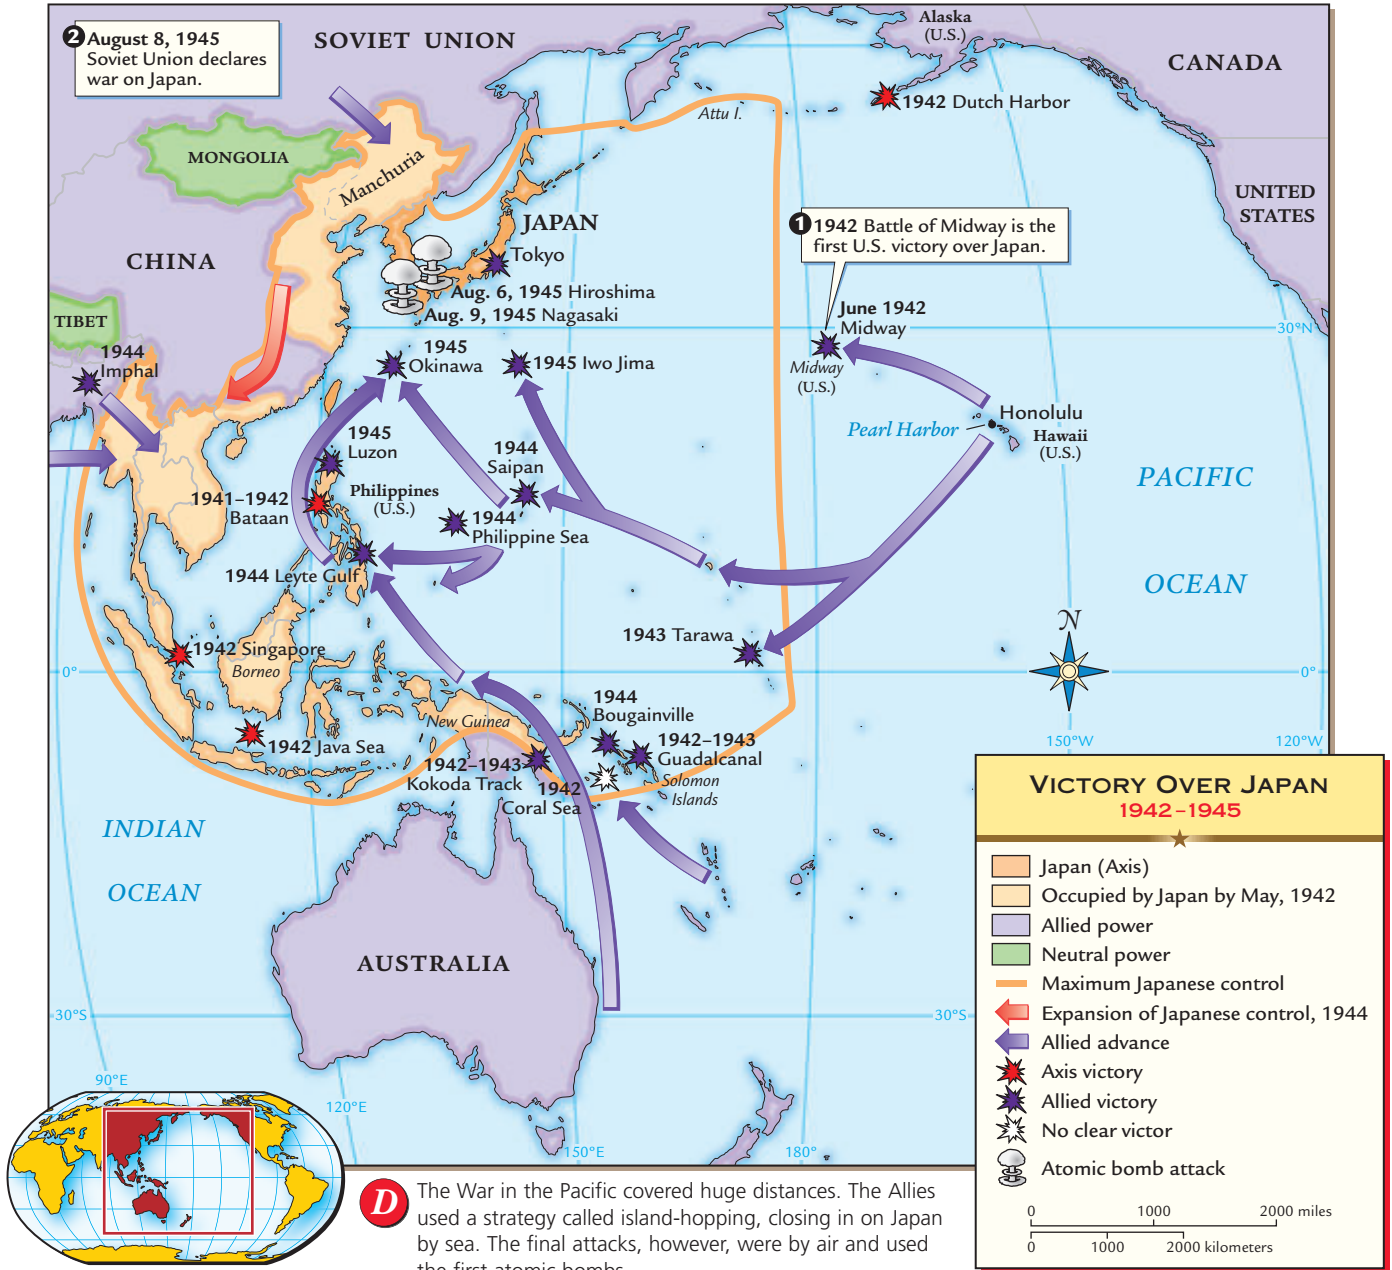 ❷ August 8, 1945
Soviet Union declares
war on Japan.
SOVIET UNION
Alaska
(U.S.)
CANADA
1942 Dutch Harbor
Attu I.
MONGOLIA
Manchuria
UNITED
STATES
JAPAN
❶ 1942 Battle of Midway is the
first U.S. victory over Japan.
CHINA
Tokyo
Aug. 6, 1945 Hiroshima
Aug. 9, 1945 Nagasaki
TIBET
June 1942
Midway
30°N
1944
Imphal
1945
Okinawa
1945 Iwo Jima
Midway
(U.S.)
Honolulu
Pearl Harbor
Hawaii
(U.S.)
1945
Luzon
1944
Saipan
PACIFIC
OCEAN
1941–1942
Bataan
Philippines
(U.S.)
1944
Philippine Sea
1944 Leyte Gulf
1943 Tarawa
N
1942 Singapore
Borneo
0°
0°
New Guinea
1944
Bougainville
1942–1943
Guadalcanal
Solomon
Islands
1942 Java Sea
1942–1943
Kokoda Track
1942
Coral Sea
150°W
120°W
INDIAN
OCEAN
AUSTRALIA
30°S
30°S
90°E
120°E
150°E
180°
VICTORY OVER JAPAN
1942–1945
Japan (Axis)
Occupied by Japan by May, 1942
Allied power
Neutral power
Maximum Japanese control
Expansion of Japanese control, 1944
Allied advance
Axis victory
Allied victory
No clear victor
Atomic bomb attack
0 1000 2000 miles
0 1000 2000 kilometers
D The War in the Pacific covered huge distances. The Allies
used a strategy called island-hopping, closing in on Japan
by sea. The final attacks, however, were by air and used
the first atomic bombs.